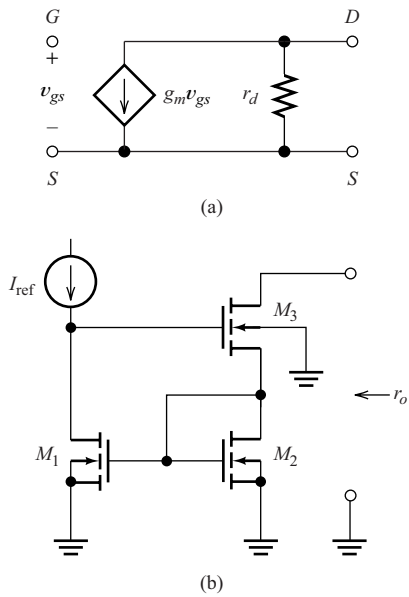 G
D
+
v_gs
−
g_m v_gs
r_d
S
S
(a)
I_ref
M_3
r_o
M_1
M_2
(b)